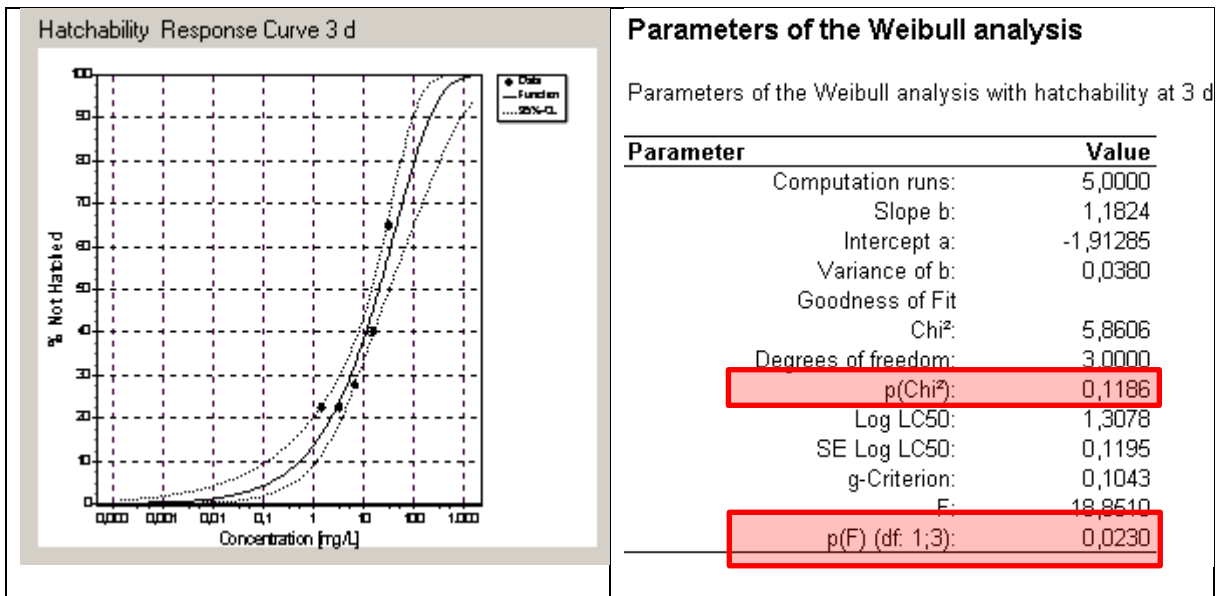 Hatchability Response Curve 3 d
100
90
80
70
60
50
40
30
20
10
0
% Not Hatched
0,000 0,001 0,01 0,1 1 10 100 1.000
Concentration [mg/L]
Data
Function
95%-CL
Parameters of the Weibull analysis
Parameters of the Weibull analysis with hatchability at 3 d
Parameter Value
Computation runs: 5,0000
Slope b: 1,1824
Intercept a: -1,91285
Variance of b: 0,0380
Goodness of Fit
Chi²: 5,8606
Degrees of freedom: 3,0000
p(Chi²): 0,1186
Log LC50: 1,3078
SE Log LC50: 0,1195
g-Criterion: 0,1043
F: 18,8610
p(F) (df: 1;3): 0,0230